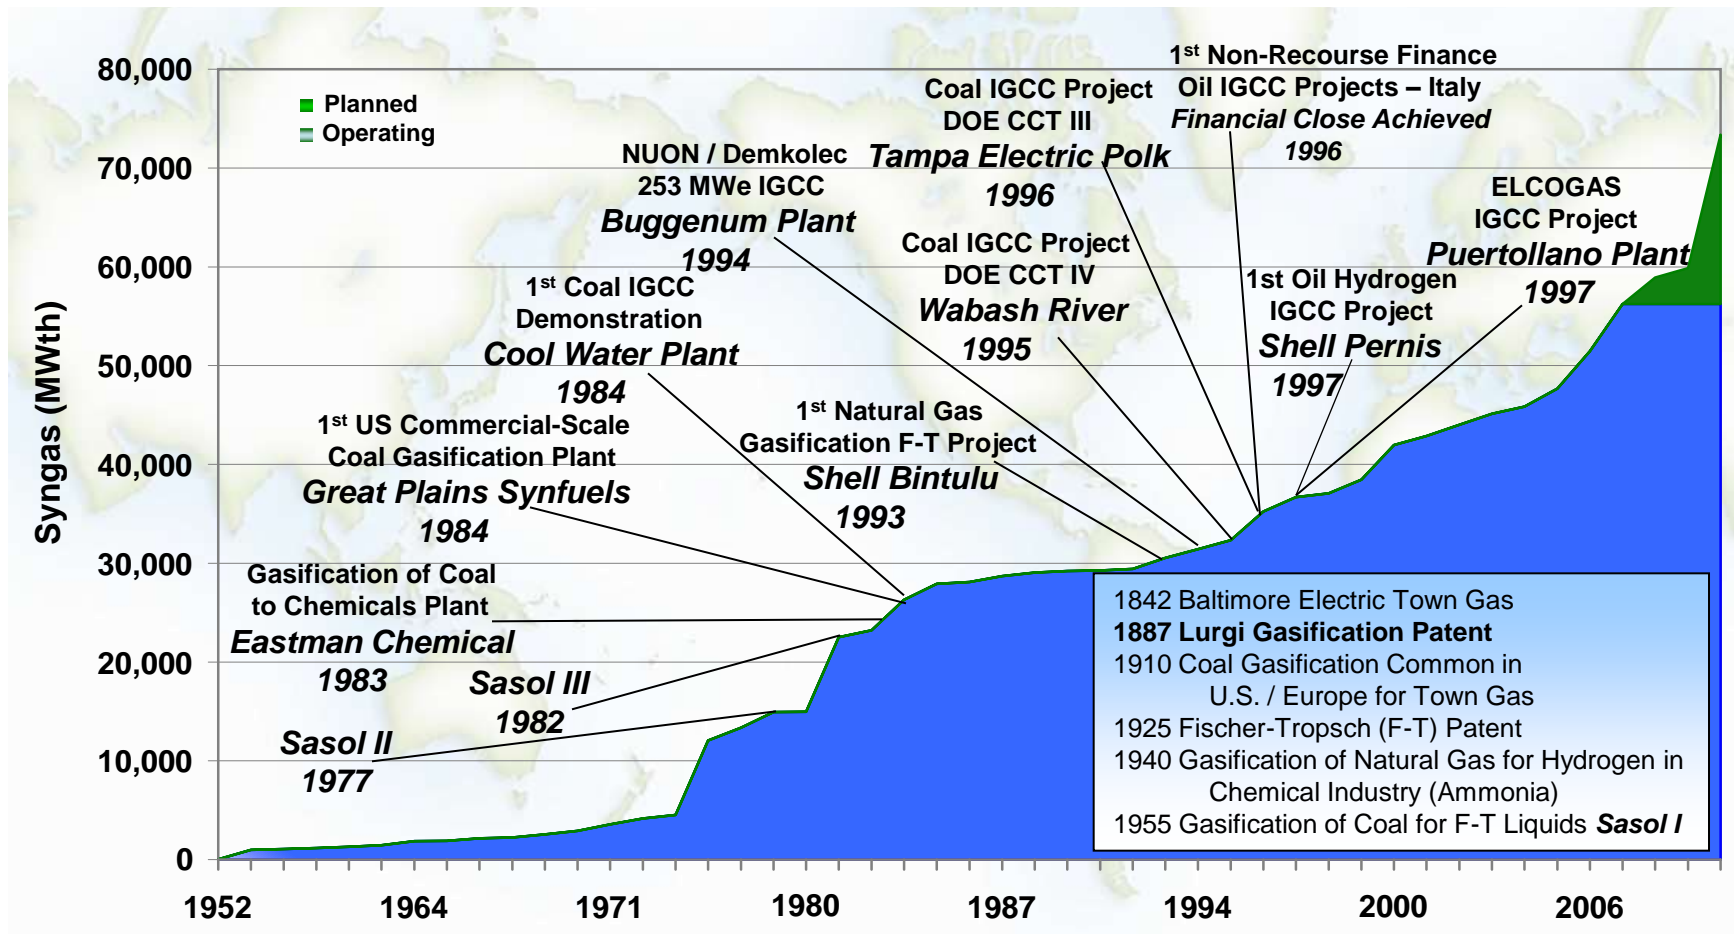 80,000
70,000
60,000
50,000
40,000
30,000
20,000
10,000
0
Syngas (MWth)
Planned
Operating
1st Non-Recourse Finance
Oil IGCC Projects – Italy
Financial Close Achieved
1996
Coal IGCC Project
DOE CCT III
Tampa Electric Polk
1996
NUON / Demkolec
253 MWe IGCC
Buggenum Plant
1994
ELCOGAS
IGCC Project
Puertollano Plant
1997
Coal IGCC Project
DOE CCT IV
Wabash River
1995
1st Oil Hydrogen
IGCC Project
Shell Pernis
1997
1st Coal IGCC
Demonstration
Cool Water Plant
1984
1st Natural Gas
Gasification F-T Project
Shell Bintulu
1993
1st US Commercial-Scale
Coal Gasification Plant
Great Plains Synfuels
1984
Gasification of Coal
to Chemicals Plant
Eastman Chemical
1983
Sasol III
1982
Sasol II
1977
1842 Baltimore Electric Town Gas
1887 Lurgi Gasification Patent
1910 Coal Gasification Common in
U.S. / Europe for Town Gas
1925 Fischer-Tropsch (F-T) Patent
1940 Gasification of Natural Gas for Hydrogen in
Chemical Industry (Ammonia)
1955 Gasification of Coal for F-T Liquids Sasol I
1952
1964
1971
1980
1987
1994
2000
2006